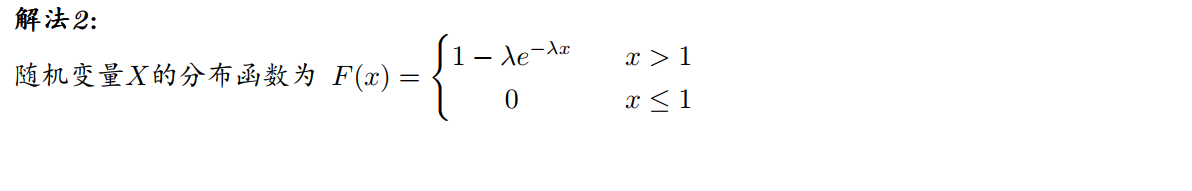 解法2:
随机变量X的分布函数为 F(x) = { 1 − λe^{−λx} x > 1
0 x ≤ 1